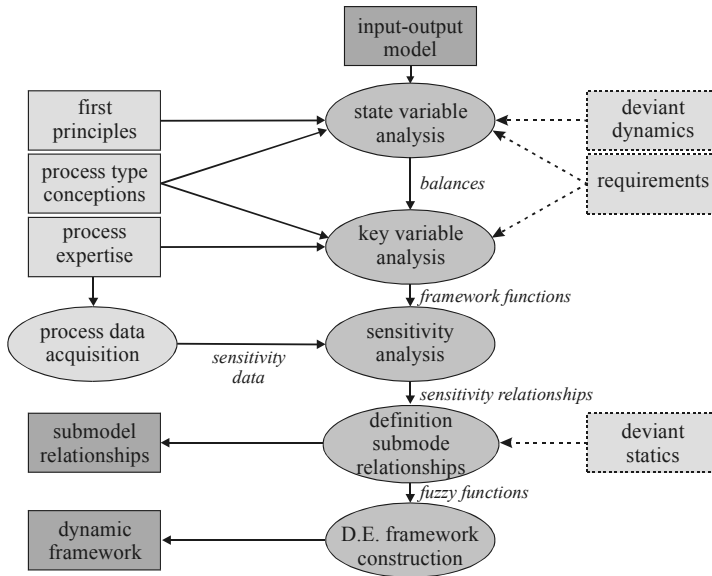 input-output
model
first
principles
state variable
analysis
deviant
dynamics
process type
conceptions
balances
requirements
process
expertise
key variable
analysis
framework functions
process data
acquisition
sensitivity
data
sensitivity
analysis
sensitivity relationships
submodel
relationships
definition
submode
relationships
deviant
statics
fuzzy functions
dynamic
framework
D.E. framework
construction